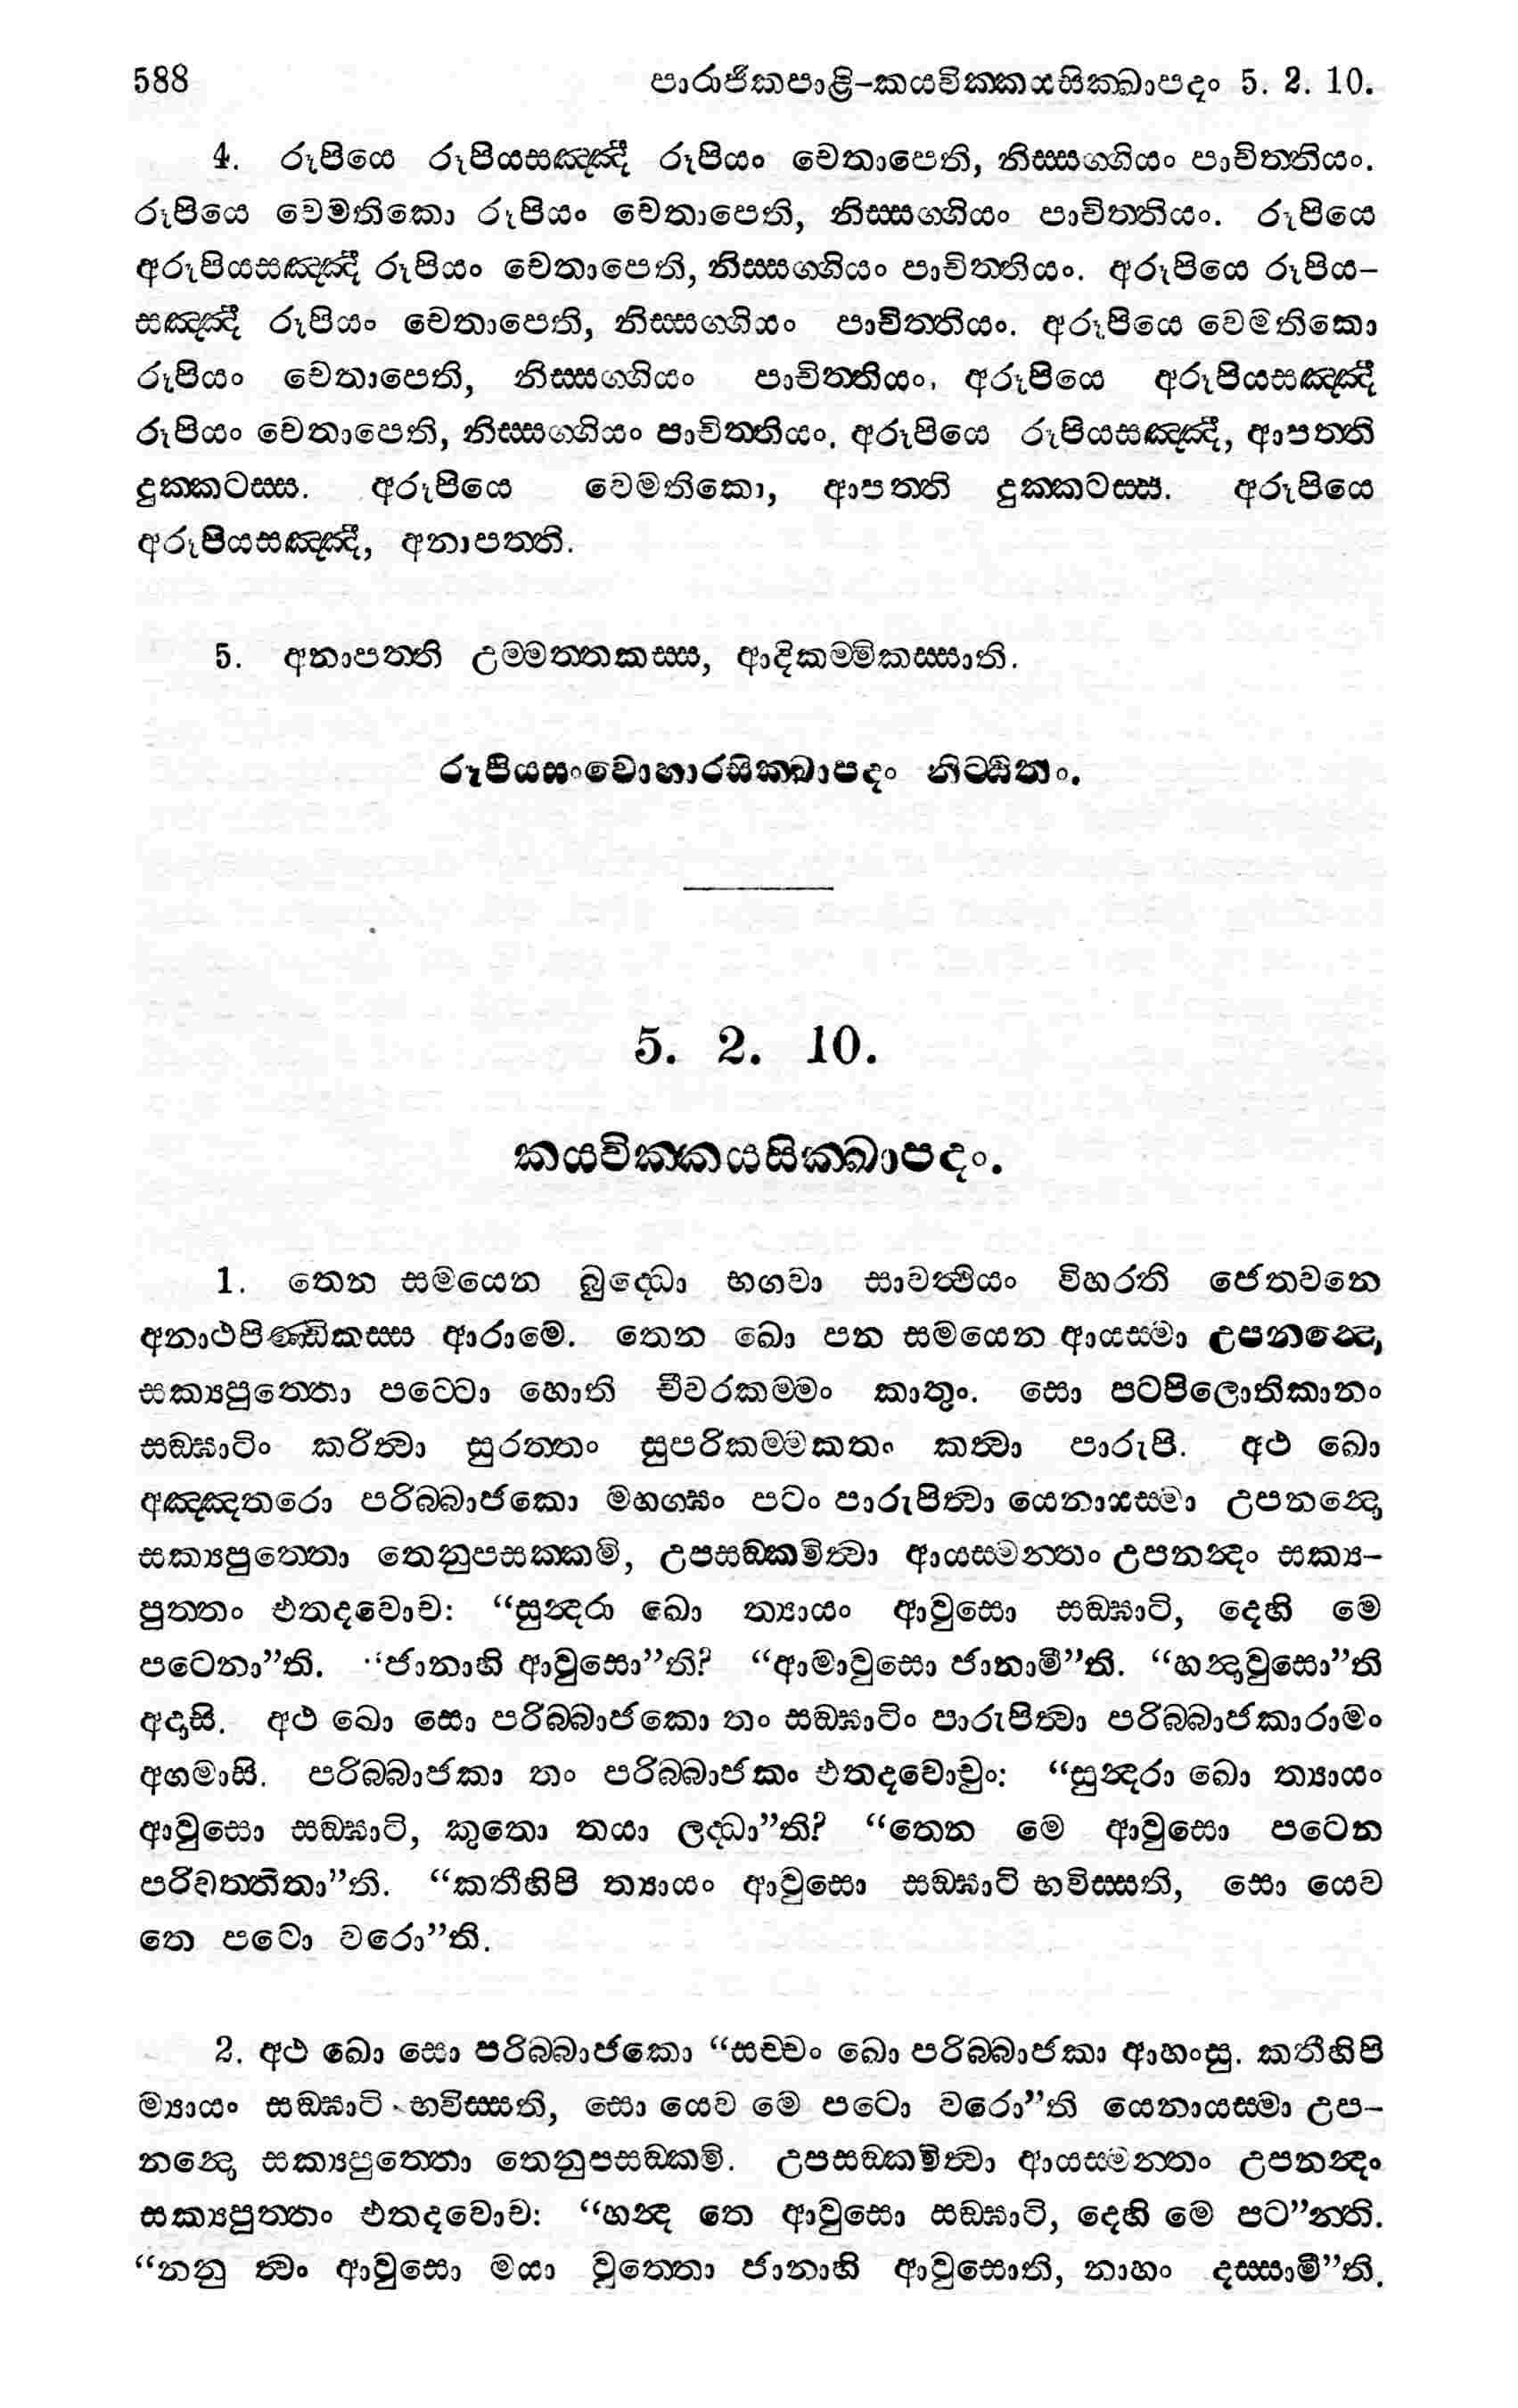 588 පාරාජිකපාළි-කයවික්කයසික්ඛාපදං 5. 2. 10.
4. රූපියෙ රූපියසඤ්ඤී රූපියං චෙතාපෙති, නිස්සග්ගියං පාචිත්තියං.
රූපියෙ වෙමතිකො රූපියං චෙතාපෙති, නිස්සග්ගියං පාචිත්තියං. රූපියෙ
අරූපියසඤ්ඤී රූපියං චෙතාපෙති, නිස්සග්ගියං පාචිත්තියං. අරූපියෙ රූපිය-
සඤ්ඤී රූපියං චෙතාපෙති, නිස්සග්ගියං පාචිත්තියං. අරූපියෙ වෙමතිකො
රූපියං චෙතාපෙති, නිස්සග්ගියං පාචිත්තියං, අරූපියෙ අරූපියසඤ්ඤී
රූපියං චෙතාපෙති, නිස්සග්ගියං පාචිත්තියං, අරූපියෙ රූපියසඤ්ඤී, ආපත්ති
දුක්කටස්ස. අරූපියෙ වෙමතිකො, ආපත්ති දුක්කටස්ස. අරූපියෙ
අරූපියසඤ්ඤී, අනාපත්ති.
5. අනාපත්ති උම්මත්තකස්ස, ආදිකම්මිකස්සාති.
රූපියසංවොහාරසික්ඛාපදං නිට්ඨිතං.
5. 2. 10.
කයවික්කයසික්ඛාපදං.
1. තෙන සමයෙන බුද්ධො භගවා සාවත්ථියං විහරති ජෙතවනෙ
අනාථපිණ්ඩිකස්ස ආරාමෙ. තෙන ඛො පන සමයෙන ආයස්මා උපනන්දො
සක්‍යපුත්තො පට්ටො හොති චීවරකම්මං කාතුං. සො පටපිලොතිකානං
සඞ්ඝාටිං කරිත්වා සුරත්තං සුපරිකම්මකතං කත්වා පාරුපි. අථ ඛො
අඤ්ඤතරො පරිබ්බාජකො මහග්ඝං පටං පාරුපිත්වා යෙනායස්මා උපනන්දො
සක්‍යපුත්තො තෙනුපසක්කමි, උපසඞ්කමිත්වා ආයස්මන්තං උපනන්දං සක්‍ය-
පුත්තං එතදවොච: “සුන්දරා ඛො ත්‍යායං ආවුසො සඞ්ඝාටි, දෙහි මෙ
පටෙනා”ති. “ජානාහි ආවුසො”ති? “ආමාවුසො ජානාමී”ති. “හන්දාවුසො”ති
අදාසි. අථ ඛො සො පරිබ්බාජකො තං සඞ්ඝාටිං පාරුපිත්වා පරිබ්බාජකාරාමං
අගමාසි. පරිබ්බාජකා තං පරිබ්බාජකං එතදවොචුං: “සුන්දරා ඛො ත්‍යායං
ආවුසො සඞ්ඝාටි, කුතො තයා ලද්ධා”ති? “තෙන මෙ ආවුසො පටෙන
පරිවත්තිතා”ති. “කතීහිපි ත්‍යායං ආවුසො සඞ්ඝාටි භවිස්සති, සො යෙව
තෙ පටො වරො”ති.
2. අථ ඛො සො පරිබ්බාජකො “සච්චං ඛො පරිබ්බාජකා ආහංසු. කතීහිපි
ම්‍යායං සඞ්ඝාටි භවිස්සති, සො යෙව මෙ පටො වරො”ති යෙනායස්මා උප-
නන්දො සක්‍යපුත්තො තෙනුපසඞ්කමි. උපසඞ්කමිත්වා ආයස්මන්තං උපනන්දං
සක්‍යපුත්තං එතදවොච: “හන්ද තෙ ආවුසො සඞ්ඝාටි, දෙහි මෙ පට”න්ති.
“නනු ත්වං ආවුසො මයා වුත්තො ජානාහි ආවුසොති, නාහං දස්සාමී”ති.